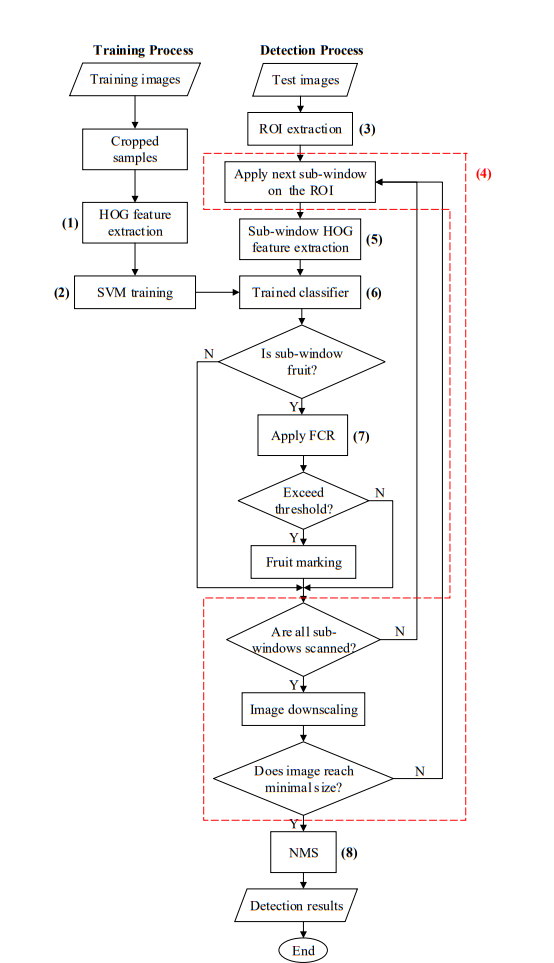 Training Process
Detection Process
Training images
Test images
ROI extraction
(3)
Cropped
samples
Apply next sub-window
on the ROI
(4)
(1)
HOG feature
extraction
Sub-window HOG
feature extraction
(5)
(2)
SVM training
Trained classifier
(6)
N
Is sub-window
fruit?
Y
Apply FCR
(7)
Exceed
threshold?
N
Y
Fruit marking
Are all sub-
windows scanned?
N
Y
Image downscaling
Does image reach
minimal size?
N
Y
NMS
(8)
Detection results
End